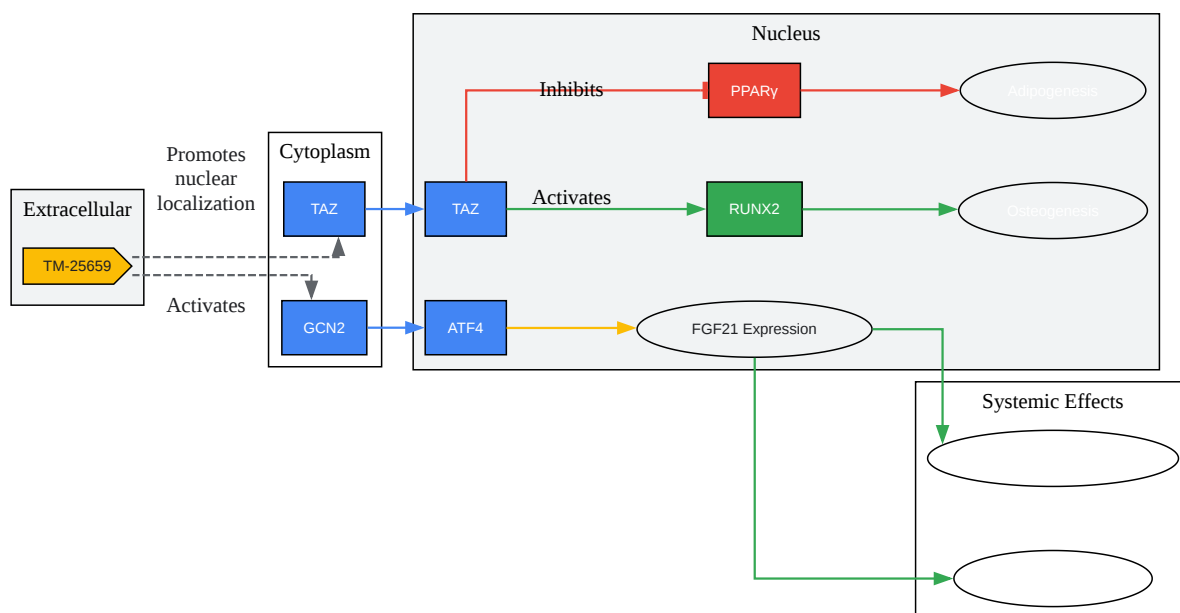 Nucleus
Inhibits
PPARγ
Adipogenesis
Promotes
nuclear
localization
Cytoplasm
Extracellular
TAZ
TAZ
Activates
RUNX2
Osteogenesis
TM-25659
Activates
GCN2
ATF4
FGF21 Expression
Systemic Effects